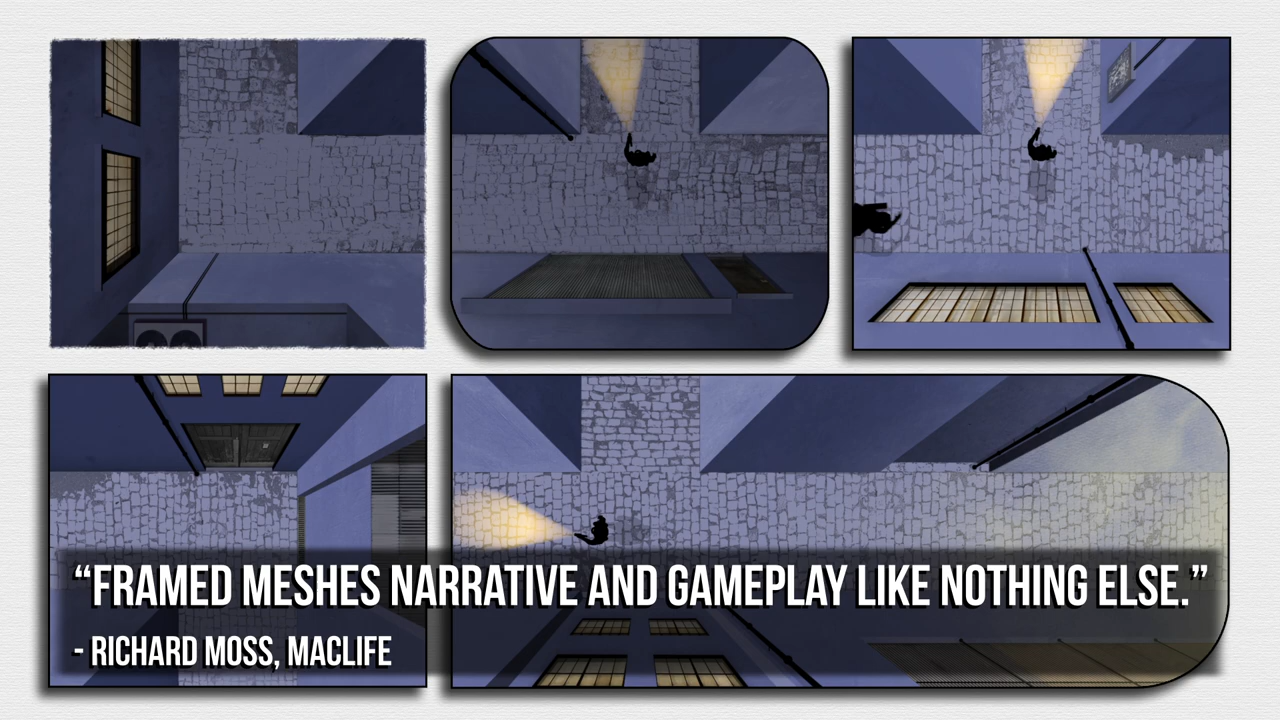 “FRAMED MESHES NARRATIVE AND GAMEPLAY LIKE NOTHING ELSE.”
- RICHARD MOSS, MACLIFE